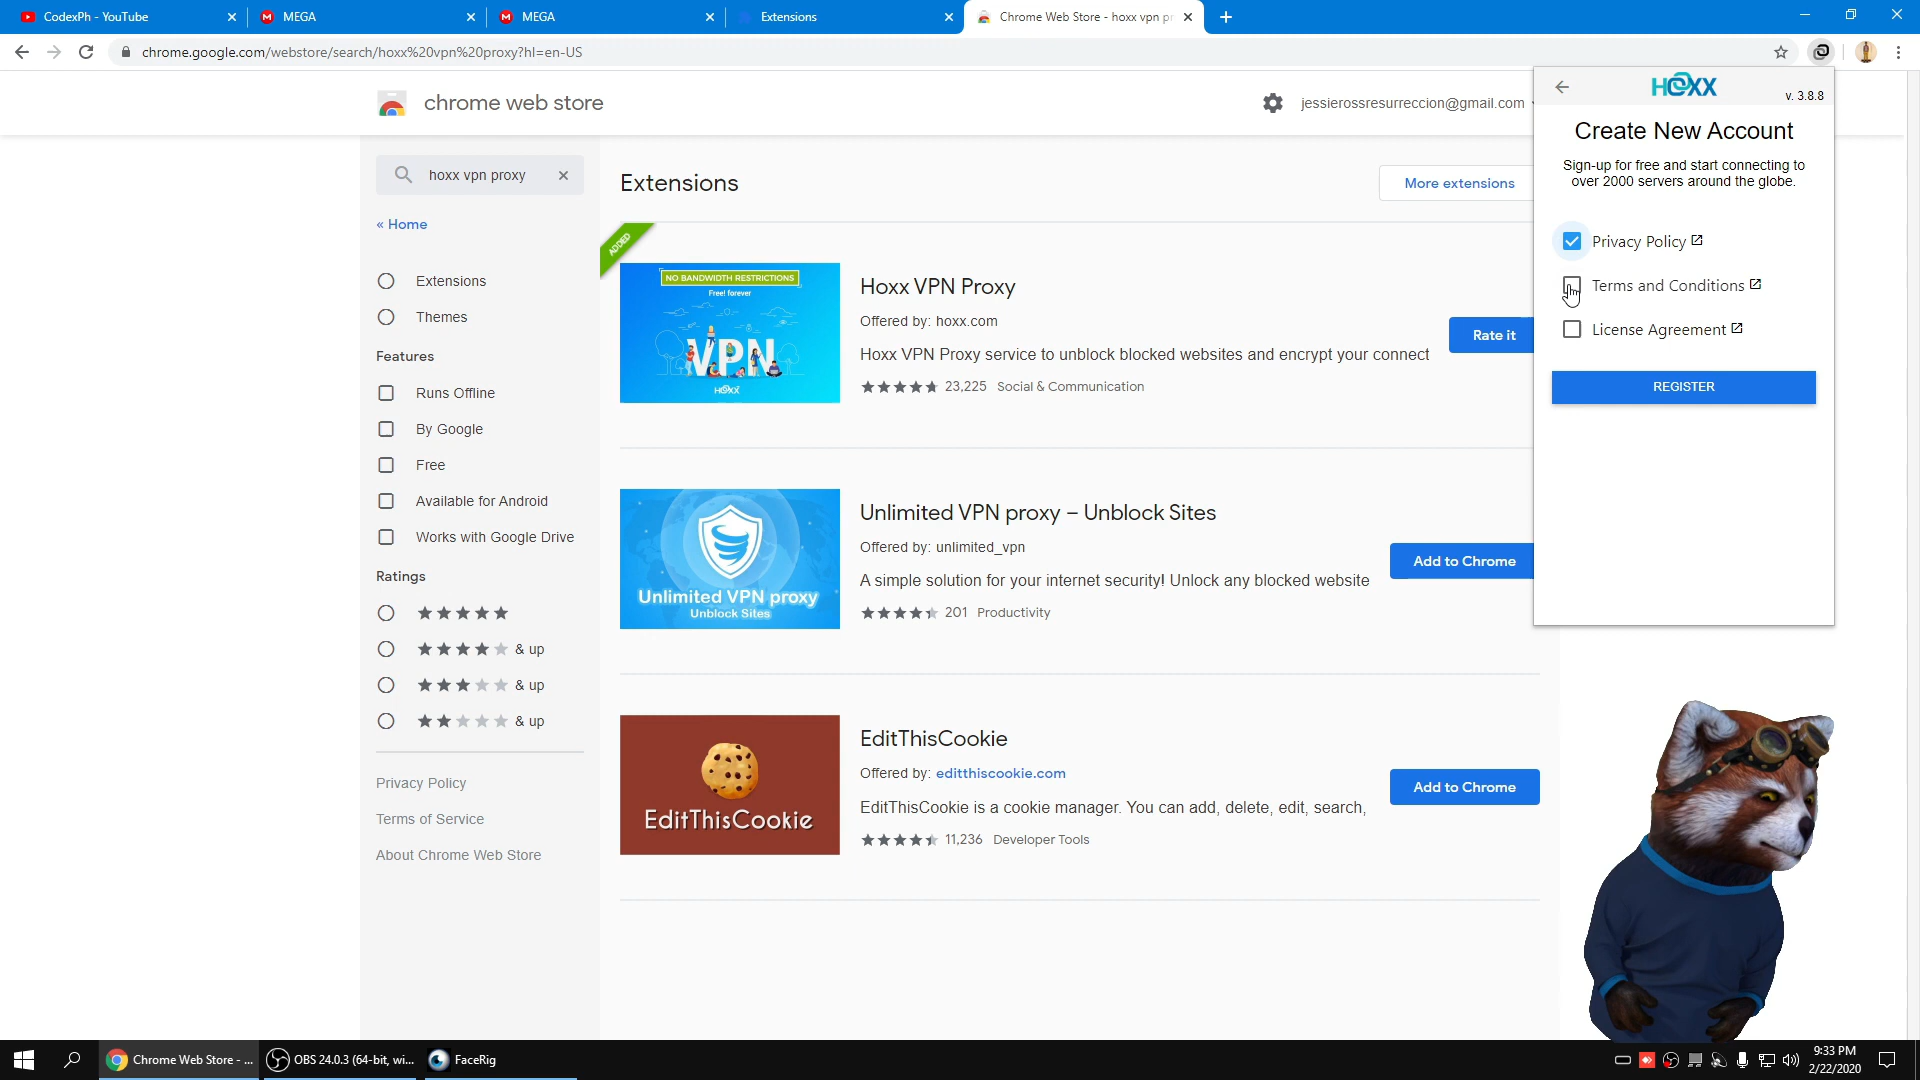 CodexPh - YouTube
MEGA
MEGA
Extensions
Chrome Web Store - hoxx vpn pr
chrome.google.com/webstore/search/hoxx%20vpn%20proxy?hl=en-US
chrome web store
jessierossresurreccion@gmail.com
hoxx vpn proxy
« Home
Extensions
Themes
Features
Runs Offline
By Google
Free
Available for Android
Works with Google Drive
Ratings
& up
& up
& up
Privacy Policy
Terms of Service
About Chrome Web Store
Extensions
More extensions
ADDED
NO BANDWIDTH RESTRICTIONS
Free! forever
VPN
HOXX
Hoxx VPN Proxy
Offered by: hoxx.com
Hoxx VPN Proxy service to unblock blocked websites and encrypt your connect
23,225 Social & Communication
Rate it
Unlimited VPN proxy
Unblock Sites
Unlimited VPN proxy – Unblock Sites
Offered by: unlimited_vpn
A simple solution for your internet security! Unlock any blocked website
201 Productivity
Add to Chrome
EditThisCookie
EditThisCookie
Offered by: editthiscookie.com
EditThisCookie is a cookie manager. You can add, delete, edit, search,
11,236 Developer Tools
Add to Chrome
HOXX
v. 3.8.8
Create New Account
Sign-up for free and start connecting to
over 2000 servers around the globe.
Privacy Policy
Terms and Conditions
License Agreement
REGISTER
Chrome Web Store - ...
OBS 24.0.3 (64-bit, wi...
FaceRig
9:33 PM
2/22/2020